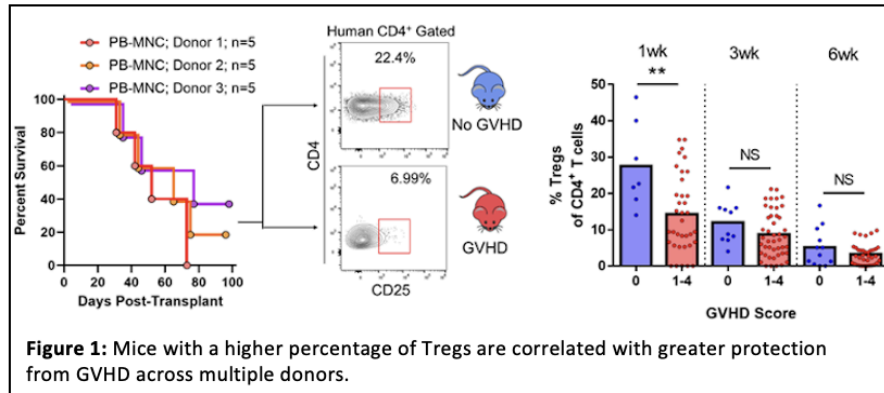 PB-MNC; Donor 1; n=5
PB-MNC; Donor 2; n=5
PB-MNC; Donor 3; n=5
Percent Survival
100
80
60
40
20
0
0 20 40 60 80 100
Days Post-Transplant
Human CD4⁺ Gated
22.4%
No GVHD
CD4
6.99%
GVHD
CD25
1wk 3wk 6wk
**
NS
NS
% Tregs
of CD4⁺ T cells
50
40
30
20
10
0
0 1-4 0 1-4 0 1-4
GVHD Score
Figure 1: Mice with a higher percentage of Tregs are correlated with greater protection
from GVHD across multiple donors.